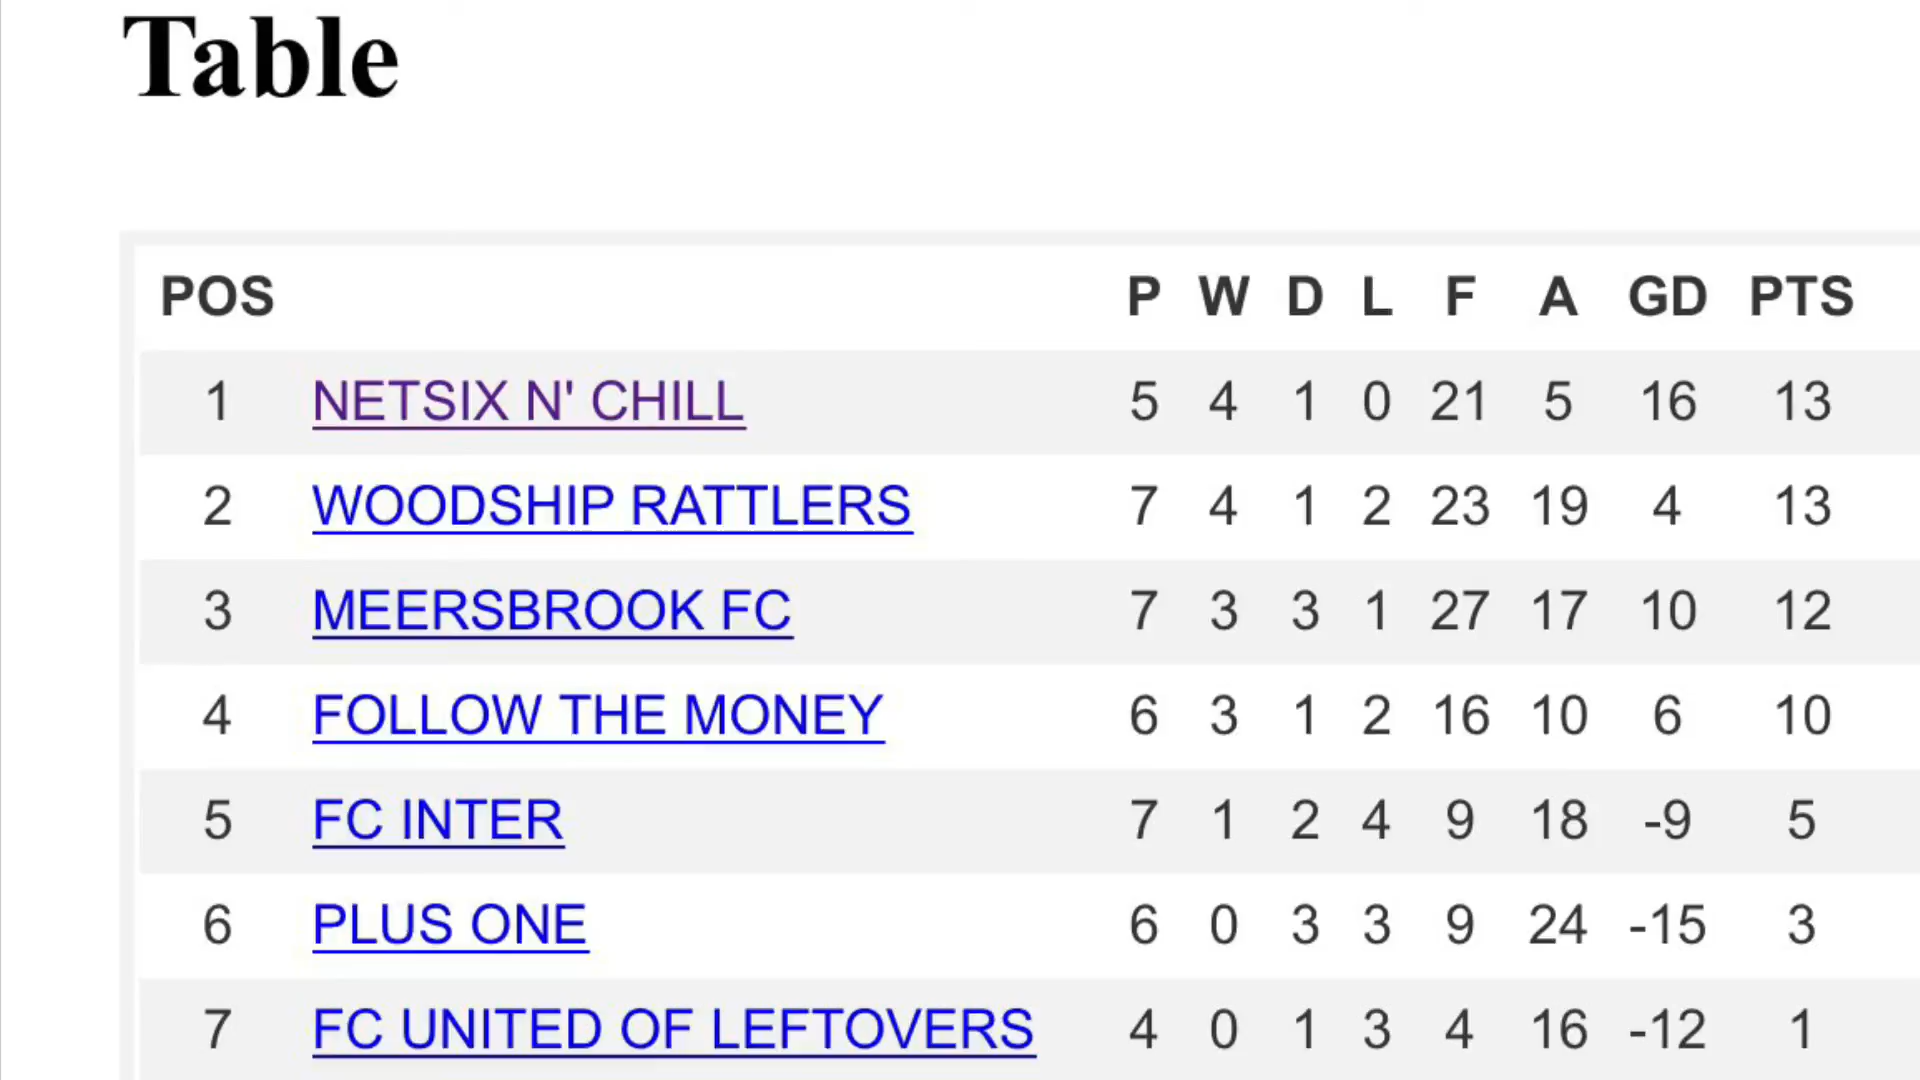 Table
POS P W D L F A GD PTS
1 NETSIX N' CHILL 5 4 1 0 21 5 16 13
2 WOODSHIP RATTLERS 7 4 1 2 23 19 4 13
3 MEERSBROOK FC 7 3 3 1 27 17 10 12
4 FOLLOW THE MONEY 6 3 1 2 16 10 6 10
5 FC INTER 7 1 2 4 9 18 -9 5
6 PLUS ONE 6 0 3 3 9 24 -15 3
7 FC UNITED OF LEFTOVERS 4 0 1 3 4 16 -12 1